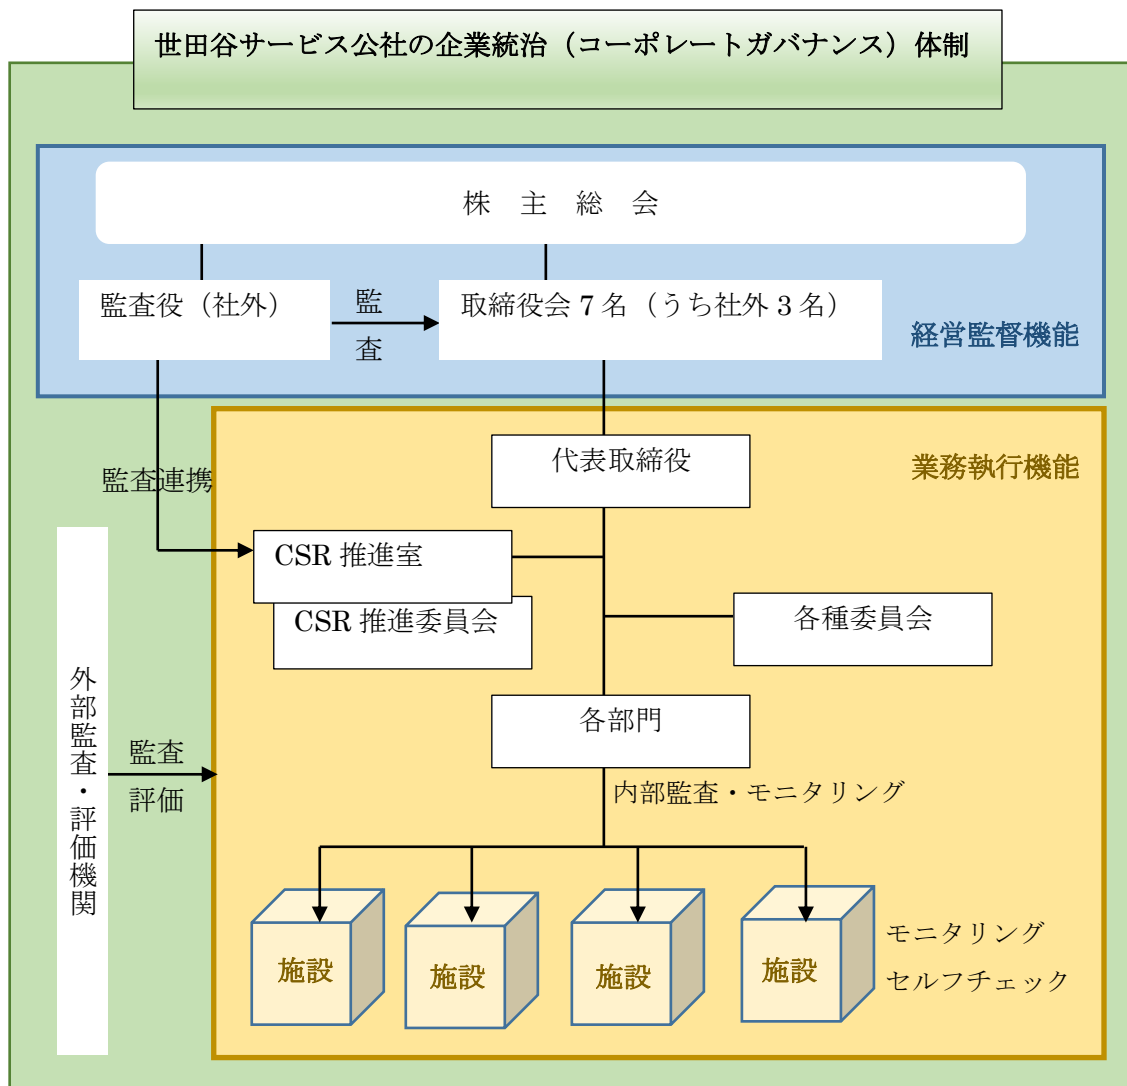 世田谷サービス公社の企業統治（コーポレートガバナンス）体制
株　主　総　会
監査役（社外）
監
査
取締役会 7 名（うち社外 3 名）
経営監督機能
代表取締役
業務執行機能
監査連携
CSR 推進室
CSR 推進委員会
各種委員会
各部門
外部監査・評価機関
監査
評価
内部監査・モニタリング
施設
施設
施設
施設
モニタリング
セルフチェック